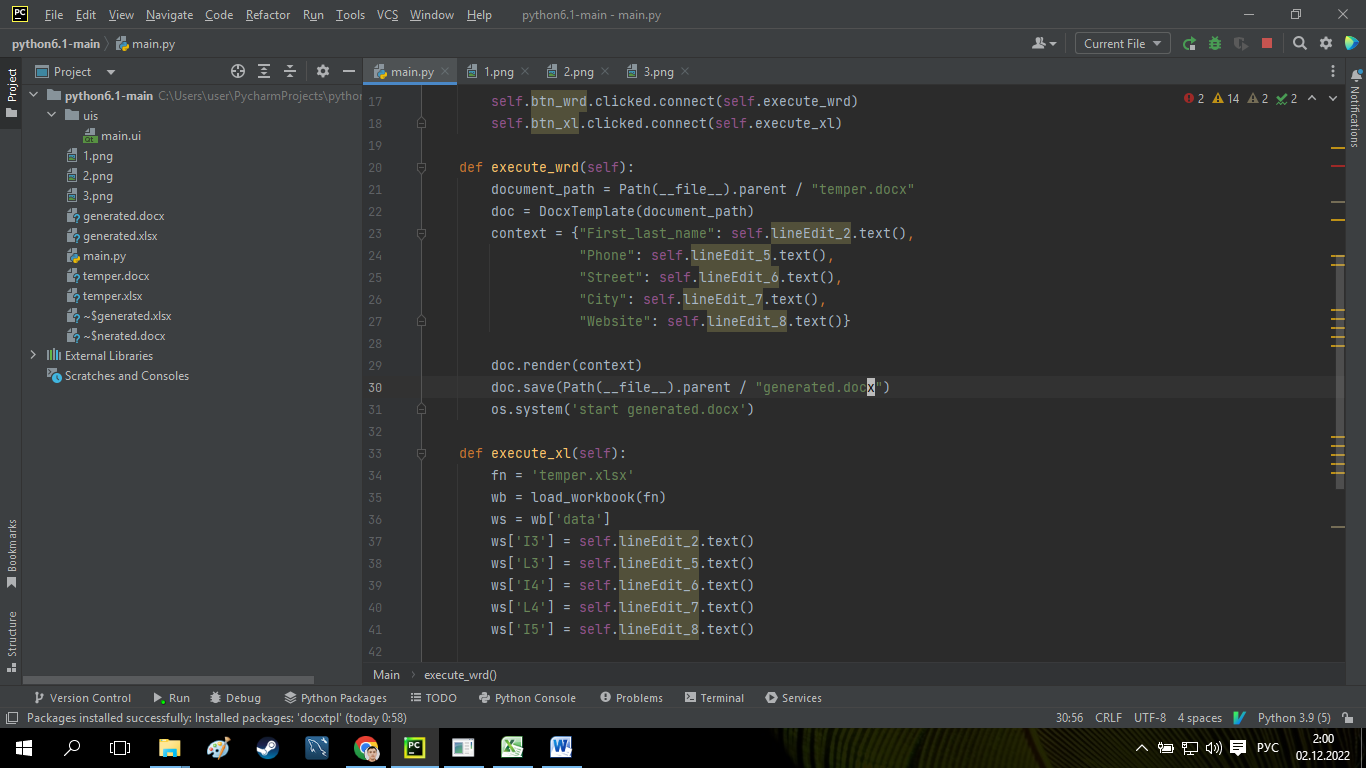 File Edit View Navigate Code Refactor Run Tools VCS Window Help python6.1-main - main.py
python6.1-main main.py Current File
Project main.py 1.png 2.png 3.png
Project
Bookmarks
Structure
Notifications
python6.1-main C:\Users\user\PycharmProjects\python
uis
main.ui
1.png
2.png
3.png
generated.docx
generated.xlsx
main.py
temper.docx
temper.xlsx
~$generated.xlsx
~$nerated.docx
External Libraries
Scratches and Consoles
2 14 2 2
17 self.btn_wrd.clicked.connect(self.execute_wrd)
18 self.btn_xl.clicked.connect(self.execute_xl)
19
20 def execute_wrd(self):
21 document_path = Path(__file__).parent / "temper.docx"
22 doc = DocxTemplate(document_path)
23 context = {"First_last_name": self.lineEdit_2.text(),
24 "Phone": self.lineEdit_5.text(),
25 "Street": self.lineEdit_6.text(),
26 "City": self.lineEdit_7.text(),
27 "Website": self.lineEdit_8.text()}
28
29 doc.render(context)
30 doc.save(Path(__file__).parent / "generated.docx")
31 os.system('start generated.docx')
32
33 def execute_xl(self):
34 fn = 'temper.xlsx'
35 wb = load_workbook(fn)
36 ws = wb['data']
37 ws['I3'] = self.lineEdit_2.text()
38 ws['L3'] = self.lineEdit_5.text()
39 ws['I4'] = self.lineEdit_6.text()
40 ws['L4'] = self.lineEdit_7.text()
41 ws['I5'] = self.lineEdit_8.text()
42
Main execute_wrd()
Version Control Run Debug Python Packages TODO Python Console Problems Terminal Services
Packages installed successfully: Installed packages: 'docxtpl' (today 0:58) 30:56 CRLF UTF-8 4 spaces Python 3.9 (5)
РУС
2:00
02.12.2022